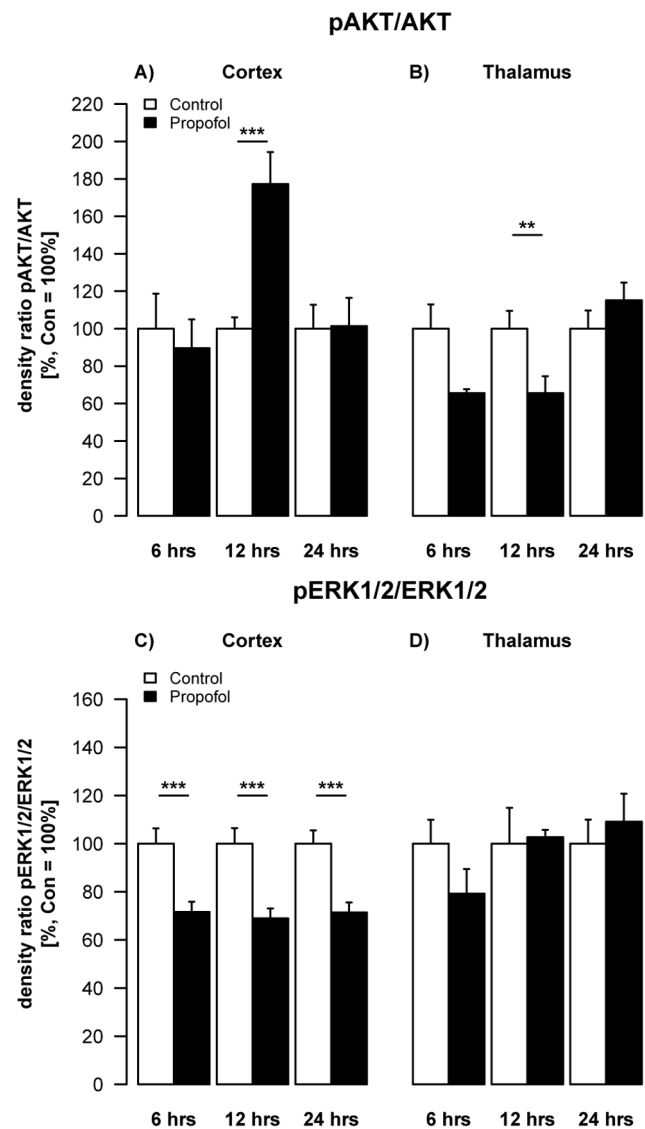 pAKT/AKT
A) Cortex
B) Thalamus
Control
Propofol
density ratio pAKT/AKT
[%, Con = 100%]
220
200
180
160
140
120
100
80
60
40
20
0
***
**
6 hrs 12 hrs 24 hrs
6 hrs 12 hrs 24 hrs
pERK1/2/ERK1/2
C) Cortex
D) Thalamus
Control
Propofol
density ratio pERK1/2/ERK1/2
[%, Con = 100%]
160
140
120
100
80
60
40
20
0
*** *** ***
6 hrs 12 hrs 24 hrs
6 hrs 12 hrs 24 hrs